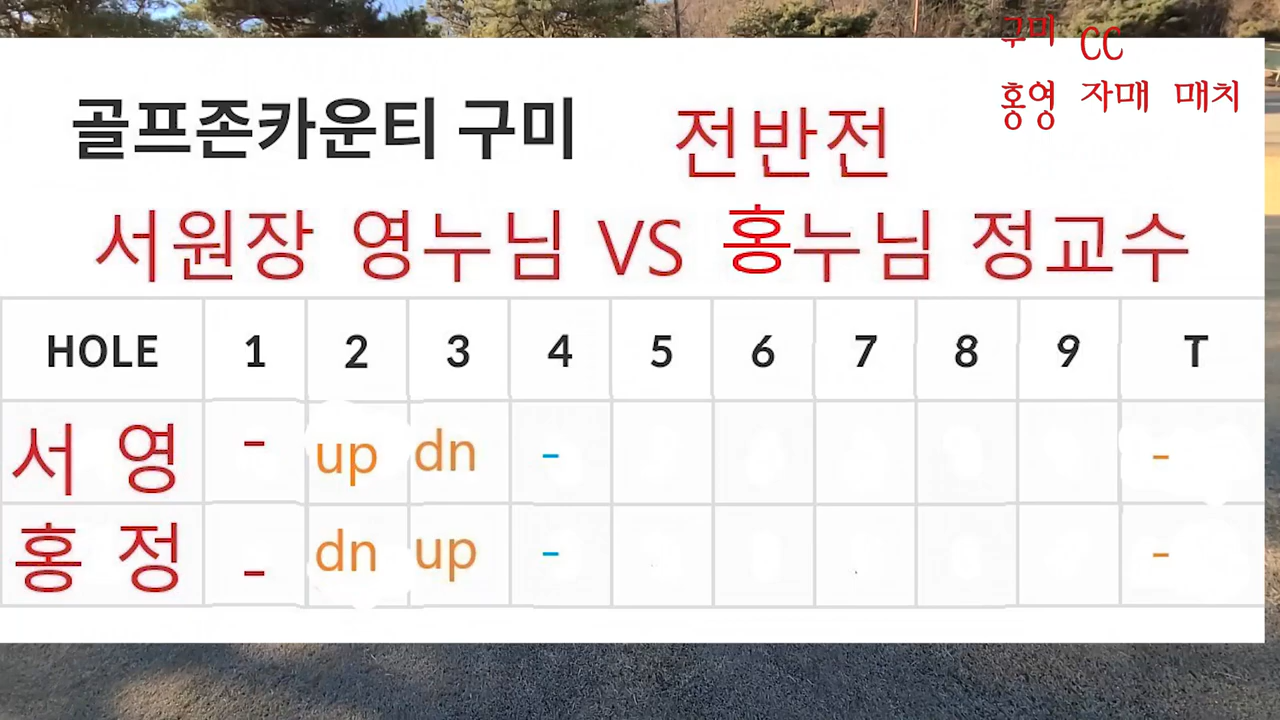 구미 CC
홍영 자매 매치
골프존카운티 구미 전반전
서원장 영누님 VS 홍누님 정교수
HOLE 1 2 3 4 5 6 7 8 9 T
서 영 - up dn - -
홍 정 - dn up - -